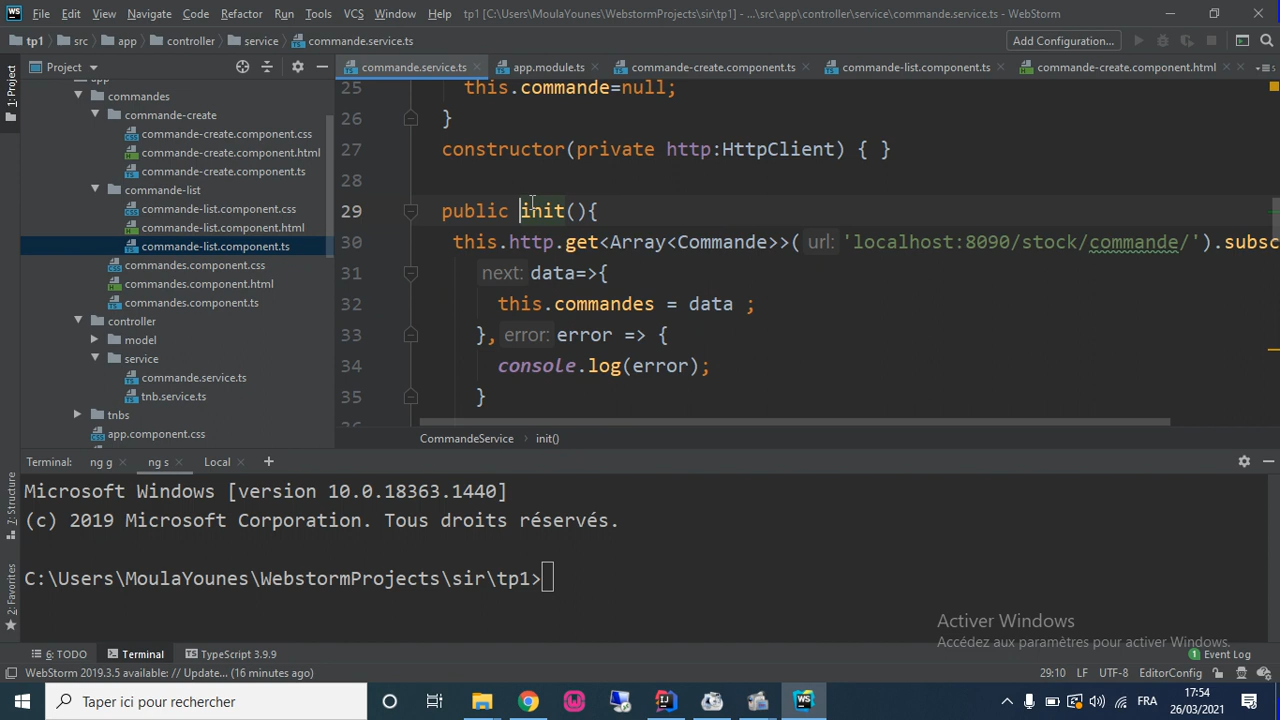 File Edit View Navigate Code Refactor Run Tools VCS Window Help tp1 [C:\Users\MoulaYounes\WebstormProjects\sir\tp1] - ...\src\app\controller\service\commande.service.ts - WebStorm
tp1 src app controller service commande.service.ts Add Configuration...
Project
commande.service.ts app.module.ts commande-create.component.ts commande-list.component.ts commande-create.component.html
1: Project
app
commandes
commande-create
commande-create.component.css
commande-create.component.html
commande-create.component.ts
commande-list
commande-list.component.css
commande-list.component.html
commande-list.component.ts
commandes.component.css
commandes.component.html
commandes.component.ts
controller
model
service
commande.service.ts
tnb.service.ts
tnbs
app.component.css
25 this.commande=null;
26 }
27 constructor(private http:HttpClient) { }
28
29 public init(){
30 this.http.get<Array<Commande>>( url: 'localhost:8090/stock/commande/').subsc
31 next: data=>{
32 this.commandes = data ;
33 }, error: error => {
34 console.log(error);
35 }
CommandeService init()
Terminal: ng g ng s Local +
Microsoft Windows [version 10.0.18363.1440]
(c) 2019 Microsoft Corporation. Tous droits réservés.
C:\Users\MoulaYounes\WebstormProjects\sir\tp1>
Z: Structure
2: Favorites
Activer Windows
Accédez aux paramètres pour activer Windows.
6: TODO Terminal TypeScript 3.9.9 1 Event Log
WebStorm 2019.3.5 available: // Update... (16 minutes ago) 29:10 LF UTF-8 EditorConfig
Taper ici pour rechercher
FRA
17:54
26/03/2021